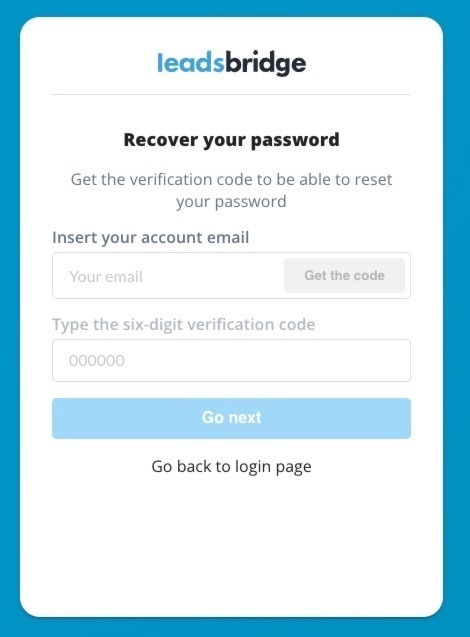 leadsbridge
Recover your password
Get the verification code to be able to reset
your password
Insert your account email
Your email
Get the code
Type the six-digit verification code
000000
Go next
Go back to login page